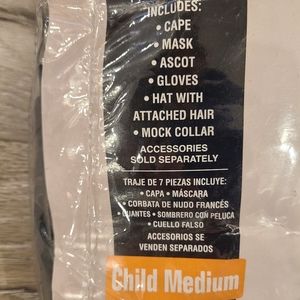 INCLUDES:
• CAPE
• MASK
• ASCOT
• GLOVES
• HAT WITH
ATTACHED HAIR
• MOCK COLLAR
ACCESSORIES
SOLD SEPARATELY
TRAJE DE 7 PIEZAS INCLUYE:
• CAPA • MÁSCARA
• CORBATA DE NUDO FRANCÉS
GUANTES • SOMBRERO CON PELUCA
• CUELLO FALSO
ACCESORIOS SE
VENDEN SEPARADOS
Child Medium